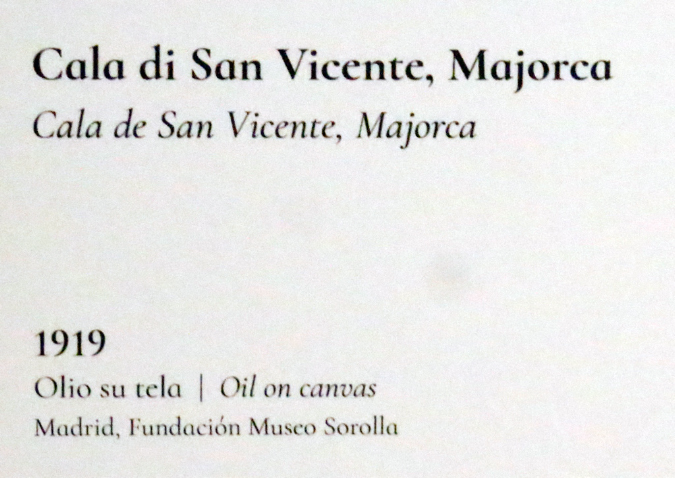 Cala di San Vicente, Majorca
Cala de San Vicente, Majorca
1919
Olio su tela | Oil on canvas
Madrid, Fundación Museo Sorolla